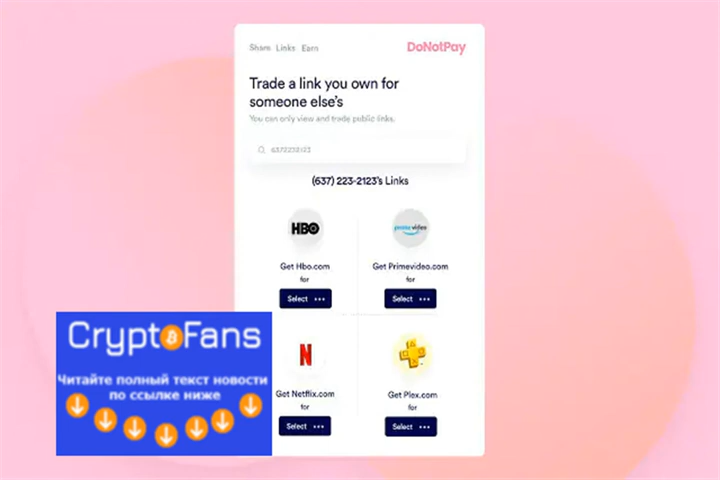 Share Links Earn
DoNotPay
Trade a link you own for
someone else's
You can only view and trade public links.
6372232123
(637) 223-2123's Links
HBO
prime video
Get Hbo.com
for
Select
Get Primevideo.com
for
Select
N
Get Netflix.com
for
Select
Get Plex.com
for
Select
CryptoFans
Читайте полный текст новости
по ссылке ниже